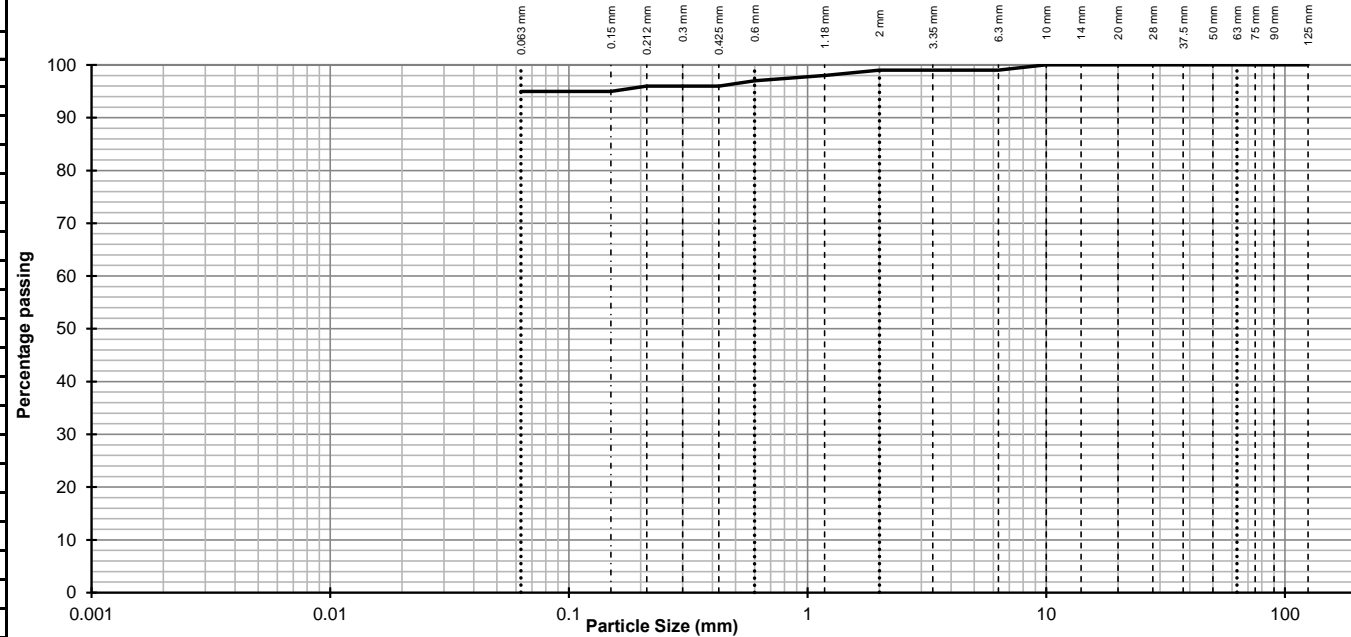 0.063 mm
0.15 mm
0.212 mm
0.3 mm
0.425 mm
0.6 mm
1.18 mm
2 mm
3.35 mm
6.3 mm
10 mm
14 mm
20 mm
28 mm
37.5 mm
50 mm
63 mm
75 mm
90 mm
125 mm
Percentage passing
100
90
80
70
60
50
40
30
20
10
0
0.001
0.01
0.1
1
10
100
Particle Size (mm)